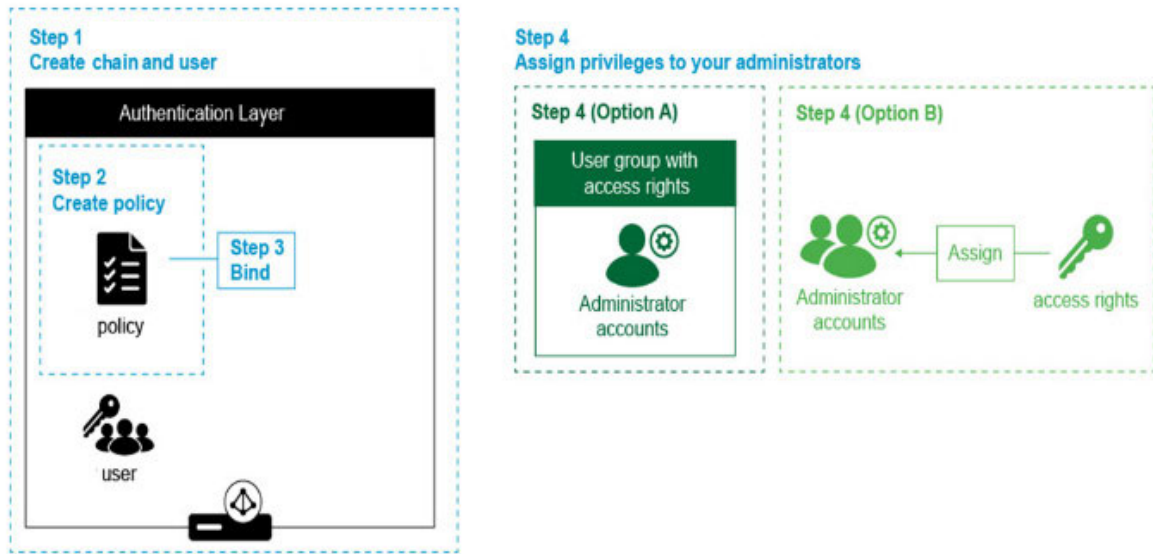 Step 1
Create chain and user
Authentication Layer
Step 2
Create policy
policy
Step 3
Bind
user
Step 4
Assign privileges to your administrators
Step 4 (Option A)
User group with
access rights
Administrator
accounts
Step 4 (Option B)
Administrator
accounts
Assign
access rights